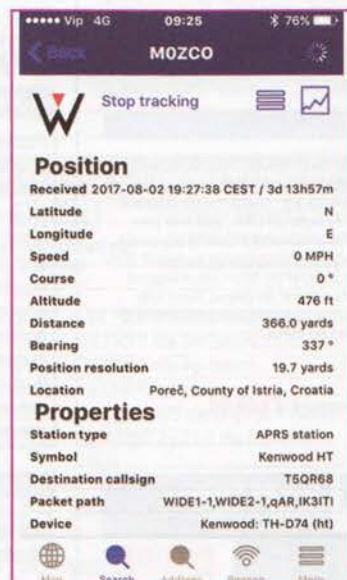 Vip 4G 09:25 76%
Back M0ZCO
W Stop tracking
Position
Received 2017-08-02 19:27:38 CEST / 3d 13h57m
Latitude N
Longitude E
Speed 0 MPH
Course 0°
Altitude 476 ft
Distance 366.0 yards
Bearing 337°
Position resolution 19.7 yards
Location Poreč, County of Istria, Croatia
Properties
Station type APRS station
Symbol Kenwood HT
Destination callsign T5QR68
Packet path WIDE1-1,WIDE2-1,qAR,IK3ITI
Device Kenwood: TH-D74 (ht)
Map Search Address Person Help